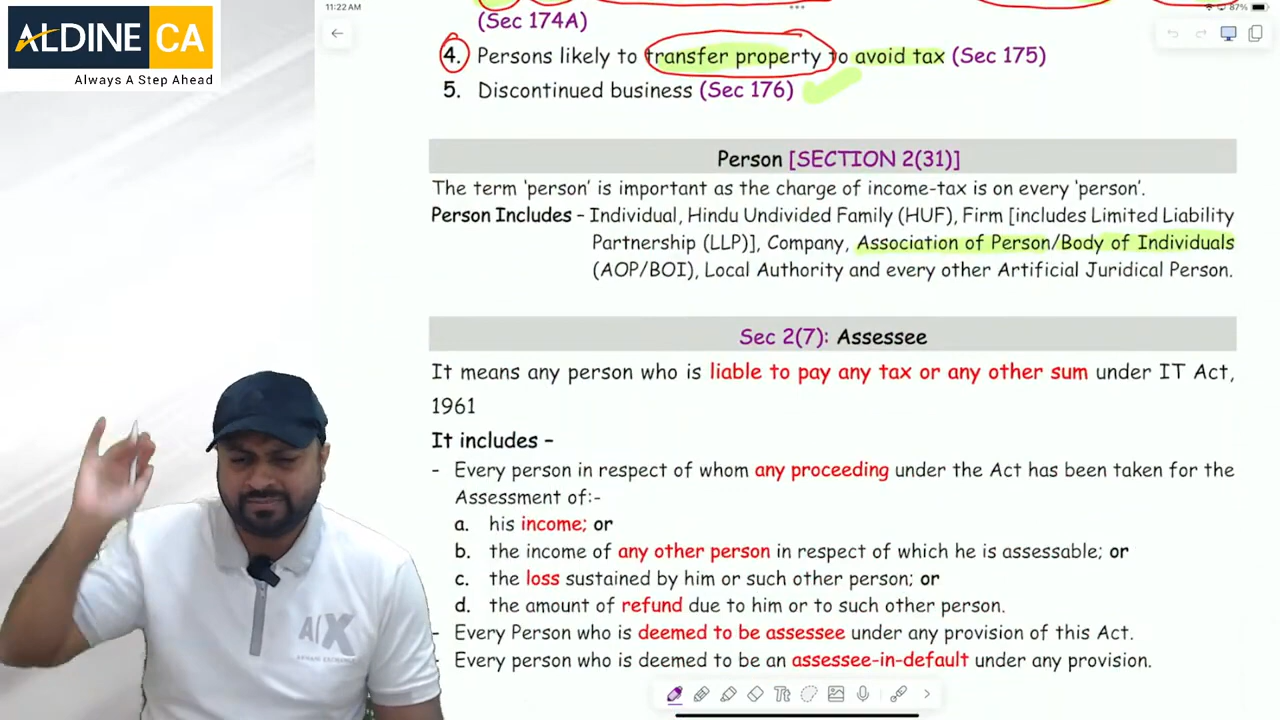 11:22 AM
87%
ALDINE CA
Always A Step Ahead
(Sec 174A)
4. Persons likely to transfer property to avoid tax (Sec 175)
5. Discontinued business (Sec 176)
Person [SECTION 2(31)]
The term ‘person’ is important as the charge of income-tax is on every ‘person’.
Person Includes – Individual, Hindu Undivided Family (HUF), Firm [includes Limited Liability
Partnership (LLP)], Company, Association of Person/Body of Individuals
(AOP/BOI), Local Authority and every other Artificial Juridical Person.
Sec 2(7): Assessee
It means any person who is liable to pay any tax or any other sum under IT Act,
1961
It includes –
- Every person in respect of whom any proceeding under the Act has been taken for the
Assessment of:-
a. his income; or
b. the income of any other person in respect of which he is assessable; or
c. the loss sustained by him or such other person; or
d. the amount of refund due to him or to such other person.
- Every Person who is deemed to be assessee under any provision of this Act.
- Every person who is deemed to be an assessee-in-default under any provision.
Tt
A|X
ARMANI EXCHANGE